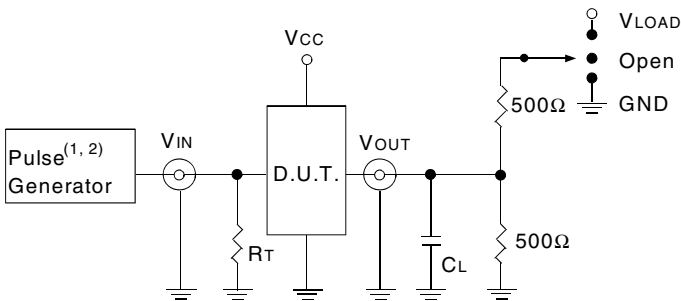 VLOAD
Open
GND
VCC
500Ω
Pulse(1, 2)
Generator
VIN
D.U.T.
VOUT
RT
CL
500Ω